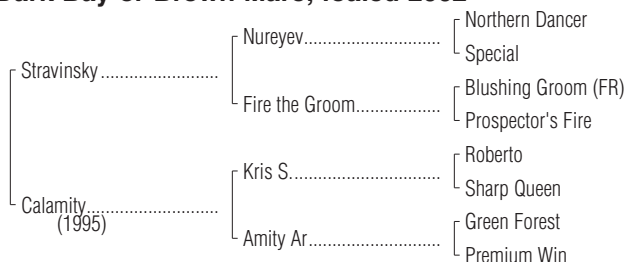 Dark Bay or Brown Mare; foaled 2002
Northern Dancer
Nureyev
Special
Stravinsky
Blushing Groom (FR)
Fire the Groom
Prospector's Fire
Roberto
Kris S.
Sharp Queen
Calamity
(1995)
Green Forest
Amity Ar
Premium Win